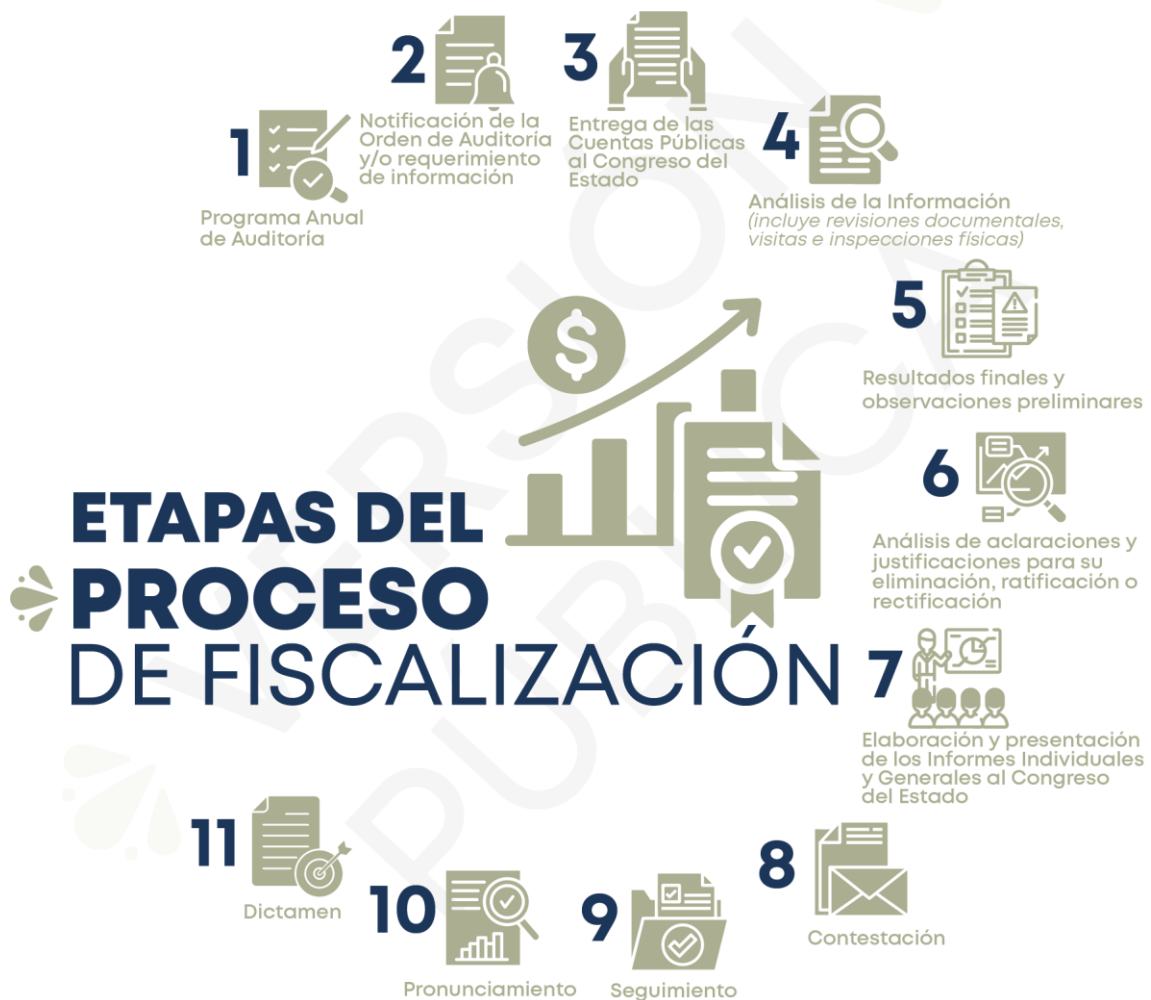 1
Programa Anual
de Auditoría
2
Notificación de la
Orden de Auditoría
y/o requerimiento
de información
3
Entrega de las
Cuentas Públicas
al Congreso del
Estado
4
Análisis de la Información
(incluye revisiones documentales,
visitas e inspecciones físicas)
5
Resultados finales y
observaciones preliminares
6
Análisis de aclaraciones y
justificaciones para su
eliminación, ratificación o
rectificación
ETAPAS DEL
PROCESO
DE FISCALIZACIÓN
7
Elaboración y presentación
de los Informes Individuales
y Generales al Congreso
del Estado
8
Contestación
9
Seguimiento
10
Pronunciamiento
11
Dictamen
VERSIÓN
PÚBLICA